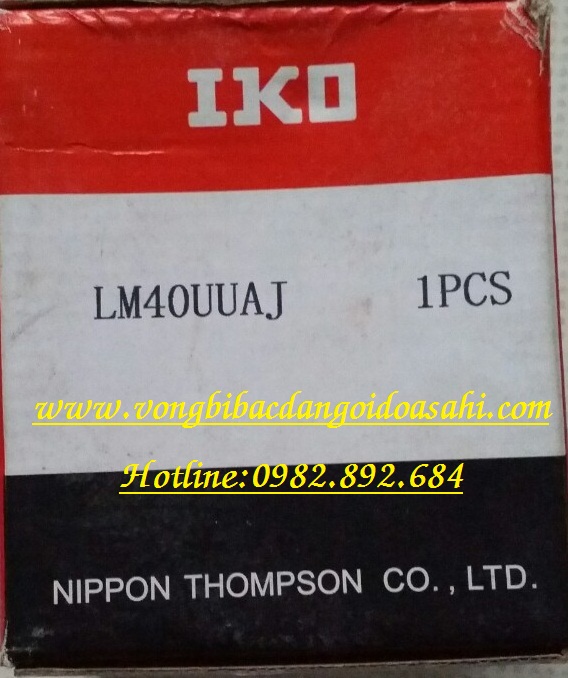 IKO
LM40UUAJ 1PCS
www.vongbibacdangoidoasahi.com
Hotline:0982.892.684
NIPPON THOMPSON CO., LTD.